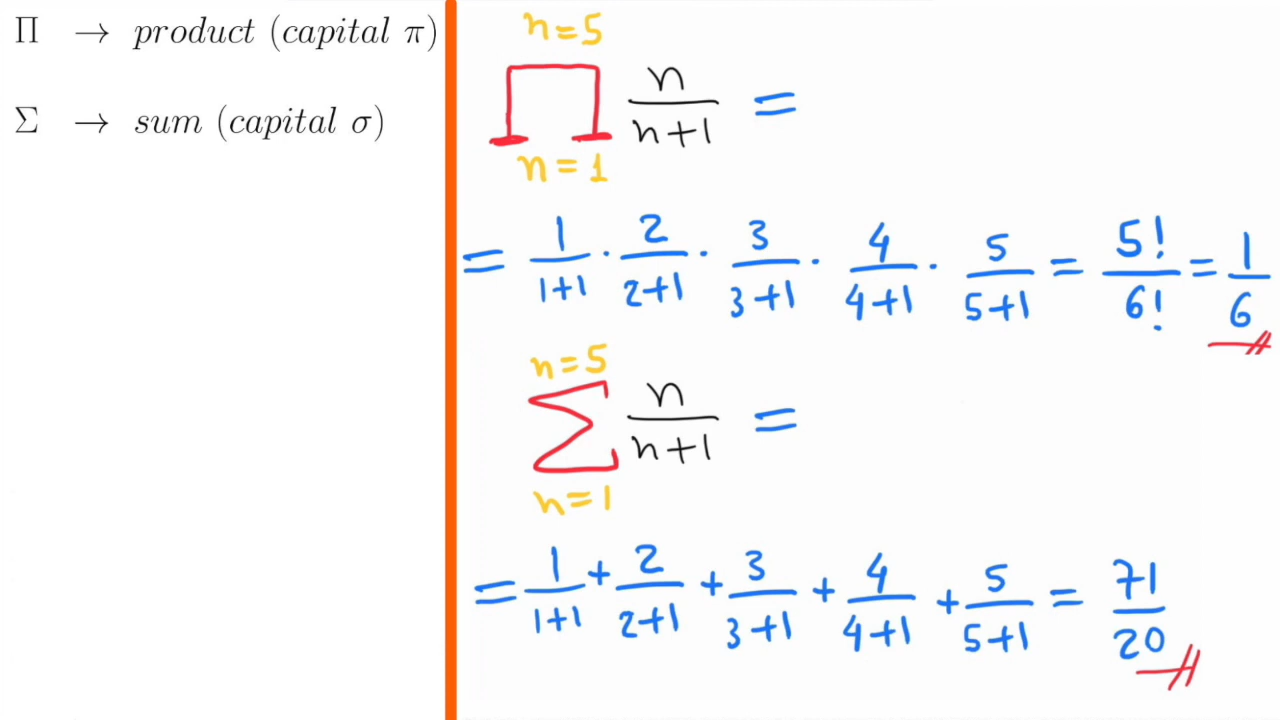 Π → product (capital π)
Σ → sum (capital σ)
n=5
∏ n/(n+1) =
n=1
= 1/(1+1) · 2/(2+1) · 3/(3+1) · 4/(4+1) · 5/(5+1) = 5!/6! = 1/6
n=5
∑ n/(n+1) =
n=1
= 1/(1+1) + 2/(2+1) + 3/(3+1) + 4/(4+1) + 5/(5+1) = 71/20